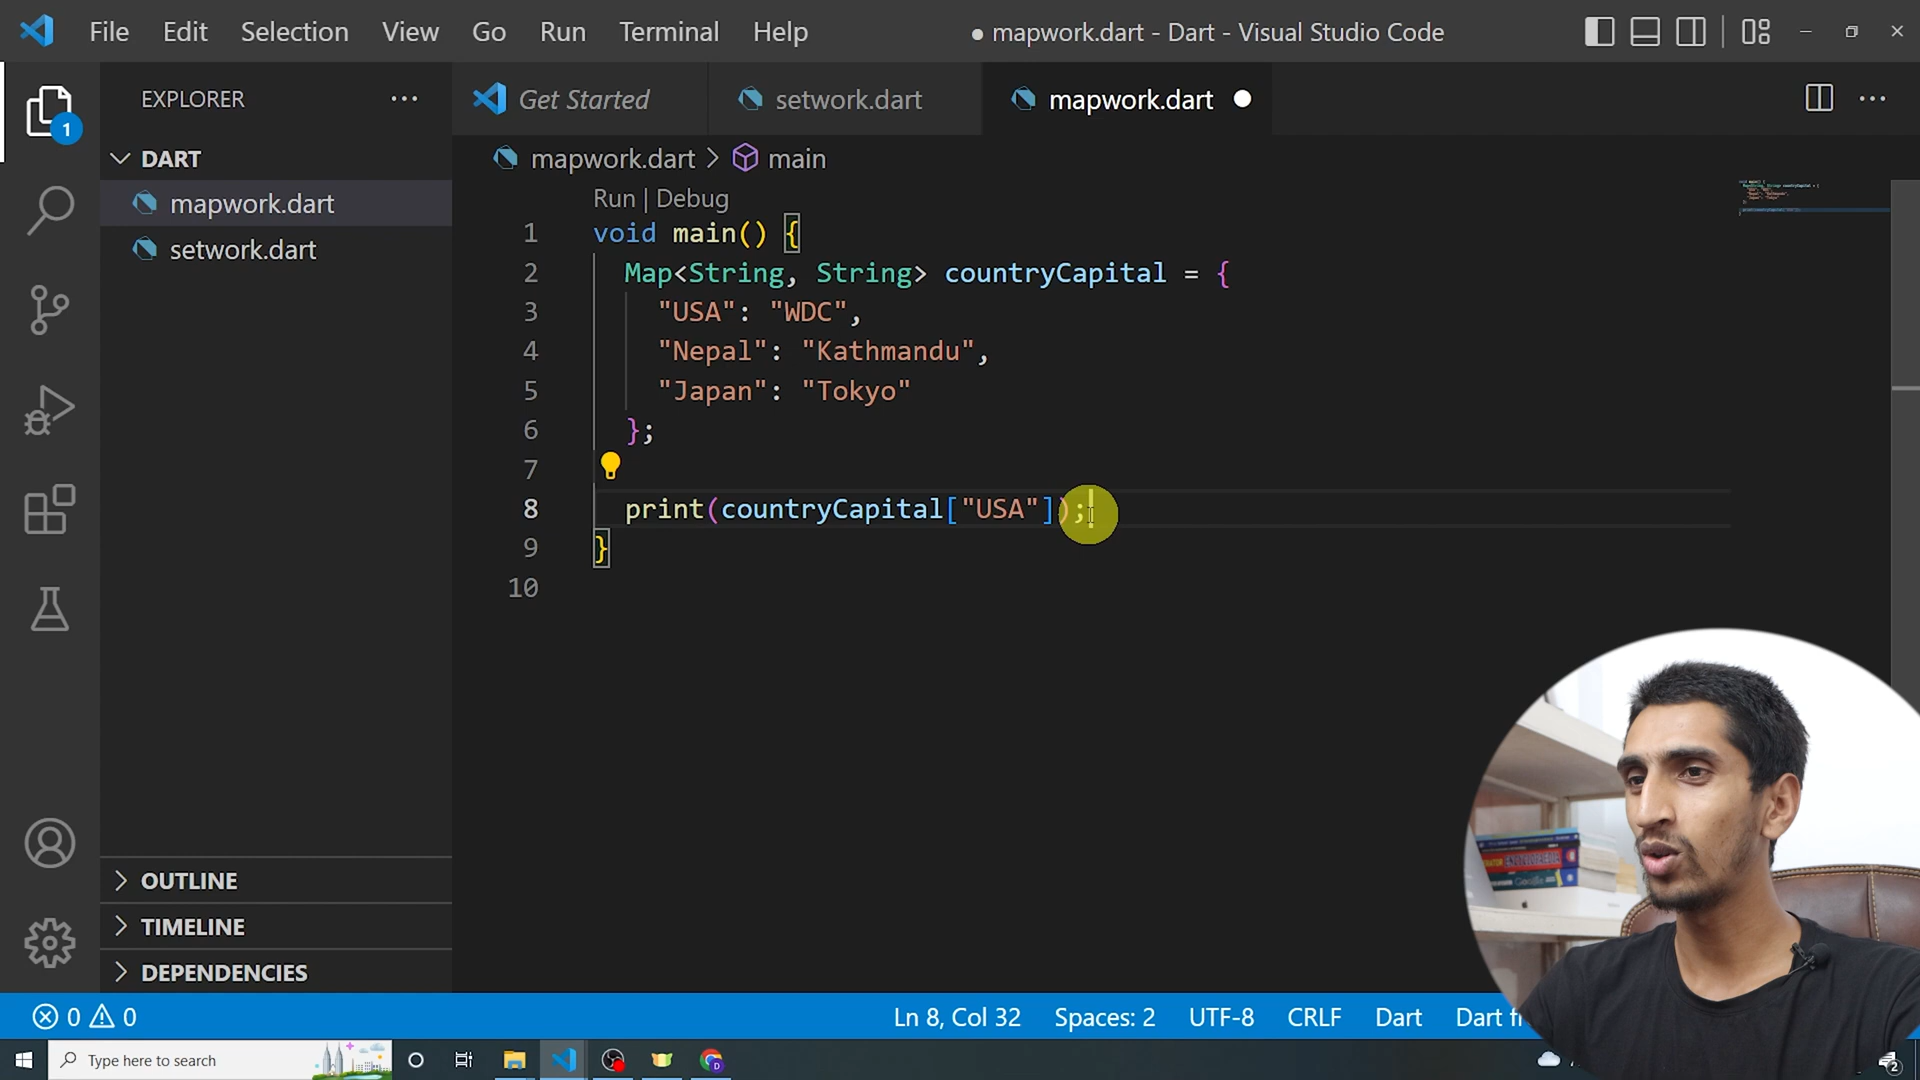 File Edit Selection View Go Run Terminal Help ● mapwork.dart - Dart - Visual Studio Code
EXPLORER
Get Started setwork.dart mapwork.dart
1
DART
mapwork.dart
setwork.dart
mapwork.dart > main
Run | Debug
1 void main() {
2 Map<String, String> countryCapital = {
3 "USA": "WDC",
4 "Nepal": "Kathmandu",
5 "Japan": "Tokyo"
6 };
7
8 print(countryCapital["USA"]);
9 }
10
OUTLINE
TIMELINE
DEPENDENCIES
0 0 Ln 8, Col 32 Spaces: 2 UTF-8 CRLF Dart Dart
Type here to search
2